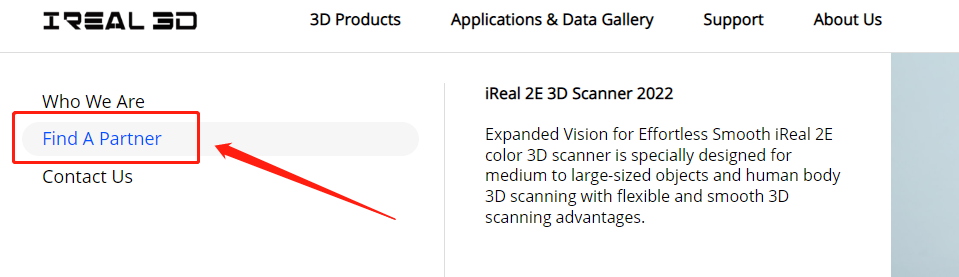 IREAL 3D
3D Products
Applications & Data Gallery
Support
About Us
Who We Are
Find A Partner
Contact Us
iReal 2E 3D Scanner 2022
Expanded Vision for Effortless Smooth iReal 2E
color 3D scanner is specially designed for
medium to large-sized objects and human body
3D scanning with flexible and smooth 3D
scanning advantages.